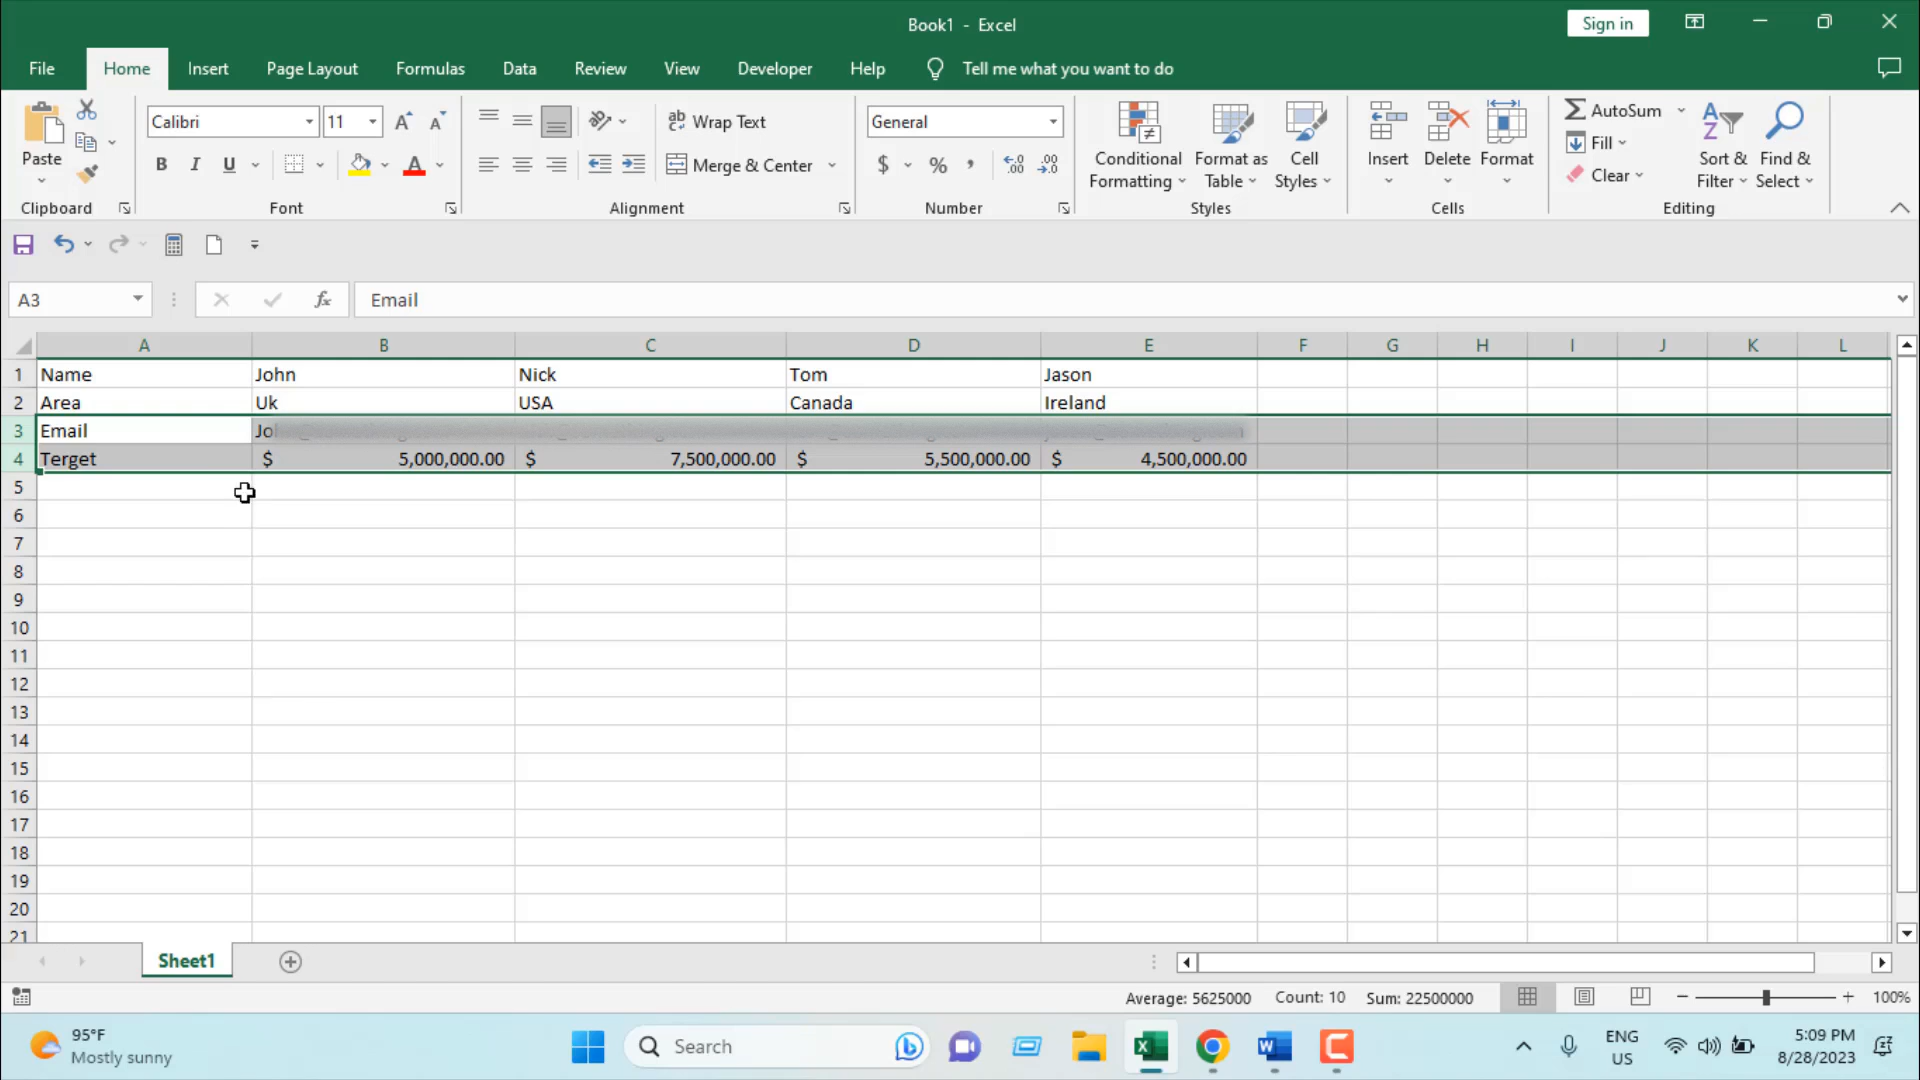 Book1 - Excel
Sign in
File Home Insert Page Layout Formulas Data Review View Developer Help Tell me what you want to do
Paste
Clipboard
Calibri 11
B I U A
Font
ab Wrap Text
Merge & Center
Alignment
General
$ % ,
Number
Conditional Formatting
Format as Table
Cell Styles
Styles
Insert Delete Format
Cells
AutoSum
Fill
Clear
Sort & Filter
Find & Select
Editing
A3 fx Email
A B C D E F G H I J K L
1 Name John Nick Tom Jason
2 Area Uk USA Canada Ireland
3 Email
4 Terget $ 5,000,000.00 $ 7,500,000.00 $ 5,500,000.00 $ 4,500,000.00
5
6
7
8
9
10
11
12
13
14
15
16
17
18
19
20
21
Sheet1
Average: 5625000 Count: 10 Sum: 22500000 100%
95°F
Mostly sunny
Search
ENG
US
5:09 PM
8/28/2023